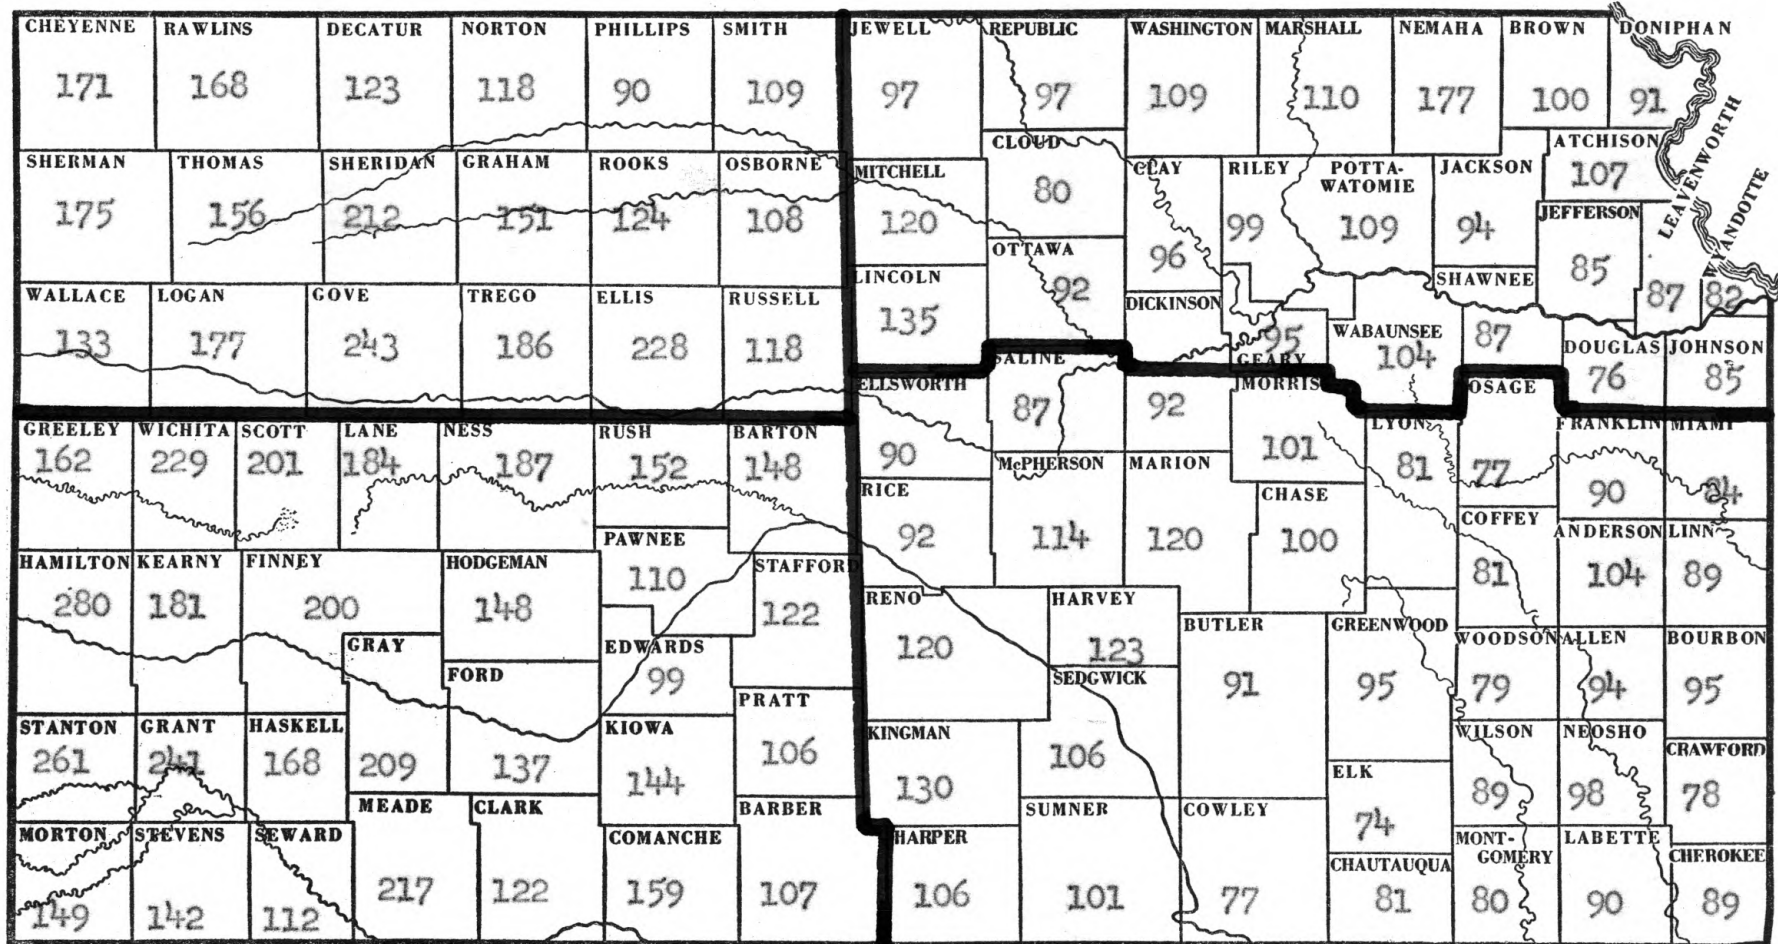 CHEYENNE RAWLINS DECATUR NORTON PHILLIPS SMITH JEWELL REPUBLIC WASHINGTON MARSHALL NEMAHA BROWN DONIPHAN
171 168 123 118 90 109 97 97 109 110 177 100 91
CLOUD ATCHISON
80 107
SHERMAN THOMAS SHERIDAN GRAHAM ROOKS OSBORNE MITCHELL CLAY RILEY POTTA- JACKSON LEAVENWORTH
WATOMIE WYANDOTTE
175 156 212 151 124 108 120 96 99 109 94
JEFFERSON
85 87 82
OTTAWA
92
WALLACE LOGAN GOVE TREGO ELLIS RUSSELL LINCOLN DICKINSON SHAWNEE
133 177 243 186 228 118 135 95 87
GEARY WABAUNSEE DOUGLAS JOHNSON
104 76 85
SALINE
87
ELLSWORTH MORRIS OSAGE
90 92 101 77
GREELEY WICHITA SCOTT LANE NESS RUSH BARTON LYON FRANKLIN MIAMI
162 229 201 184 187 152 148 81 90 84
McPHERSON MARION
114 120
RICE CHASE COFFEY
92 100 81
ANDERSON LINN
104 89
PAWNEE
110
HAMILTON KEARNY FINNEY HODGEMAN STAFFORD
280 181 200 148 122
RENO HARVEY
120 123
BUTLER GREENWOOD WOODSON ALLEN BOURBON
91 95 79 94 95
GRAY EDWARDS
209 99
FORD SEDGWICK
137 106
PRATT
106
STANTON GRANT HASKELL KIOWA KINGMAN WILSON NEOSHO
261 241 168 144 130 89 98
CRAWFORD
78
ELK
74
MEADE CLARK BARBER SUMNER COWLEY
217 122 107 101 77
MORTON STEVENS SEWARD COMANCHE HARPER MONT- LABETTE
GOMERY
149 142 112 159 106 80 90
CHAUTAUQUA CHEROKEE
81 89